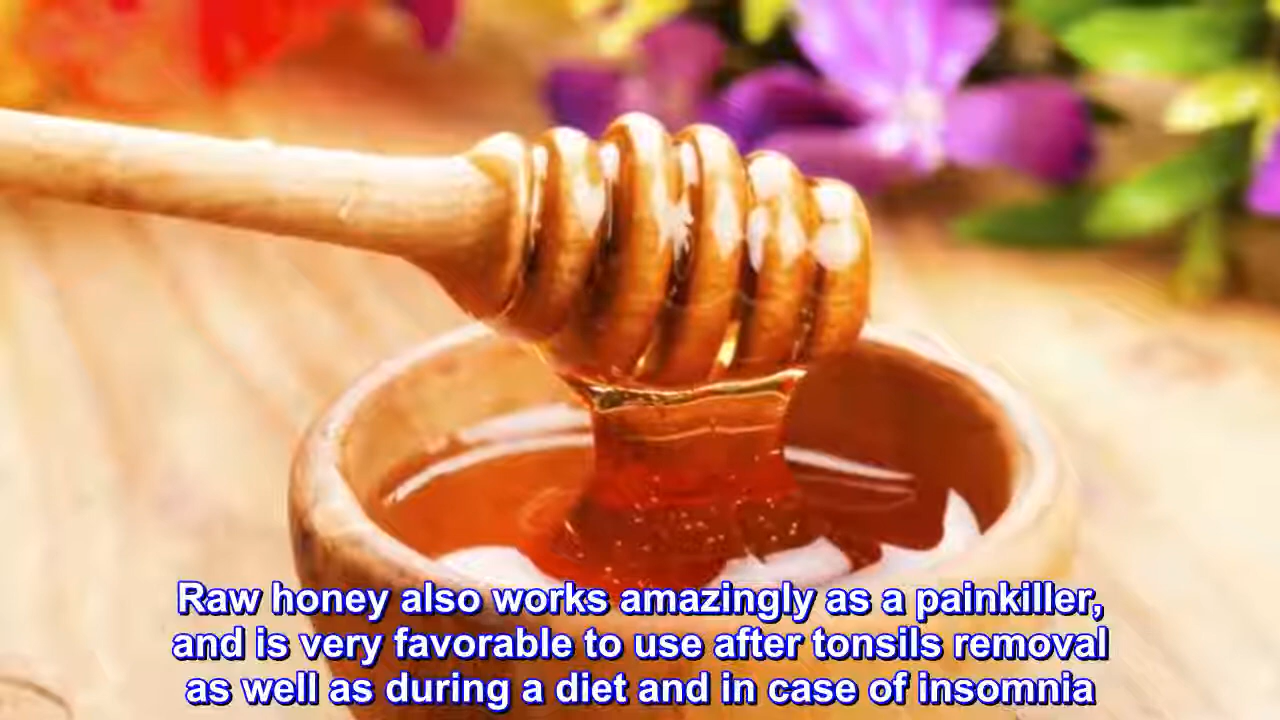 Raw honey also works amazingly as a painkiller,
and is very favorable to use after tonsils removal
as well as during a diet and in case of insomnia